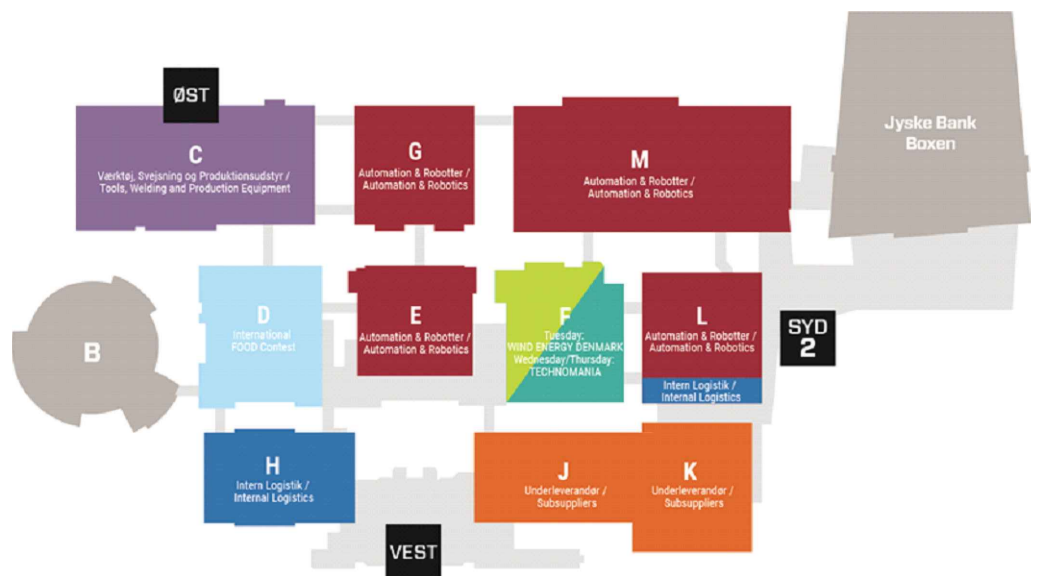 ØST
C
Værktøj, Svejsning og Produktionsudstyr /
Tools, Welding and Production Equipment
G
Automation & Robotter /
Automation & Robotics
M
Automation & Robotter /
Automation & Robotics
Jyske Bank
Boxen
B
D
International
FOOD Contest
E
Automation & Robotter /
Automation & Robotics
F
Tuesday:
WIND ENERGY DENMARK
Wednesday/Thursday:
TECHNOMANIA
L
Automation & Robotter /
Automation & Robotics
Intern Logistik /
Internal Logistics
SYD
2
H
Intern Logistik /
Internal Logistics
J
Underleverandør /
Subsuppliers
K
Underleverandør /
Subsuppliers
VEST